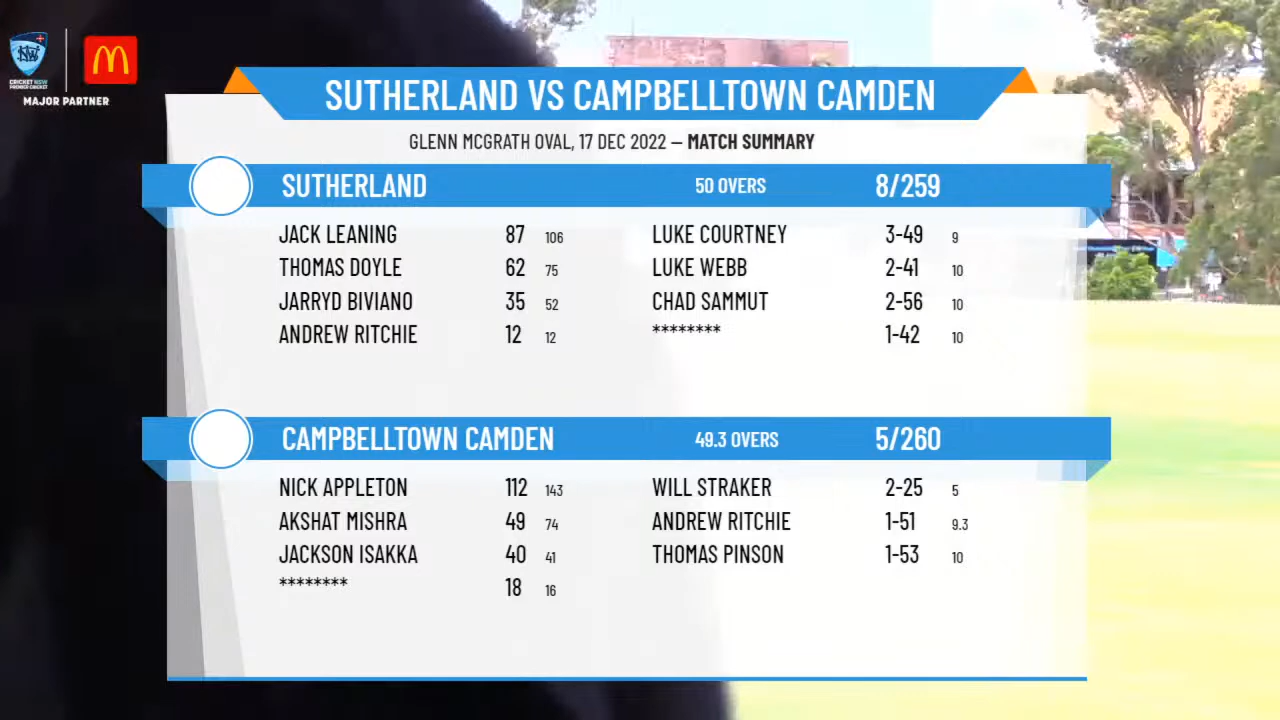 CRICKET NSW
PREMIER CRICKET
MAJOR PARTNER
SUTHERLAND VS CAMPBELLTOWN CAMDEN
GLENN MCGRATH OVAL, 17 DEC 2022 – MATCH SUMMARY
SUTHERLAND 50 OVERS 8/259
JACK LEANING 87 106 LUKE COURTNEY 3-49 9
THOMAS DOYLE 62 75 LUKE WEBB 2-41 10
JARRYD BIVIANO 35 52 CHAD SAMMUT 2-56 10
ANDREW RITCHIE 12 12 ******** 1-42 10
CAMPBELLTOWN CAMDEN 49.3 OVERS 5/260
NICK APPLETON 112 143 WILL STRAKER 2-25 5
AKSHAT MISHRA 49 74 ANDREW RITCHIE 1-51 9.3
JACKSON ISAKKA 40 41 THOMAS PINSON 1-53 10
******** 18 16